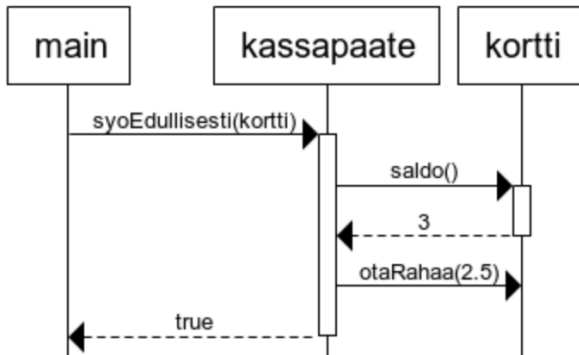 main
kassapaate
kortti
syoEdullisesti(kortti)
saldo()
3
otaRahaa(2.5)
true